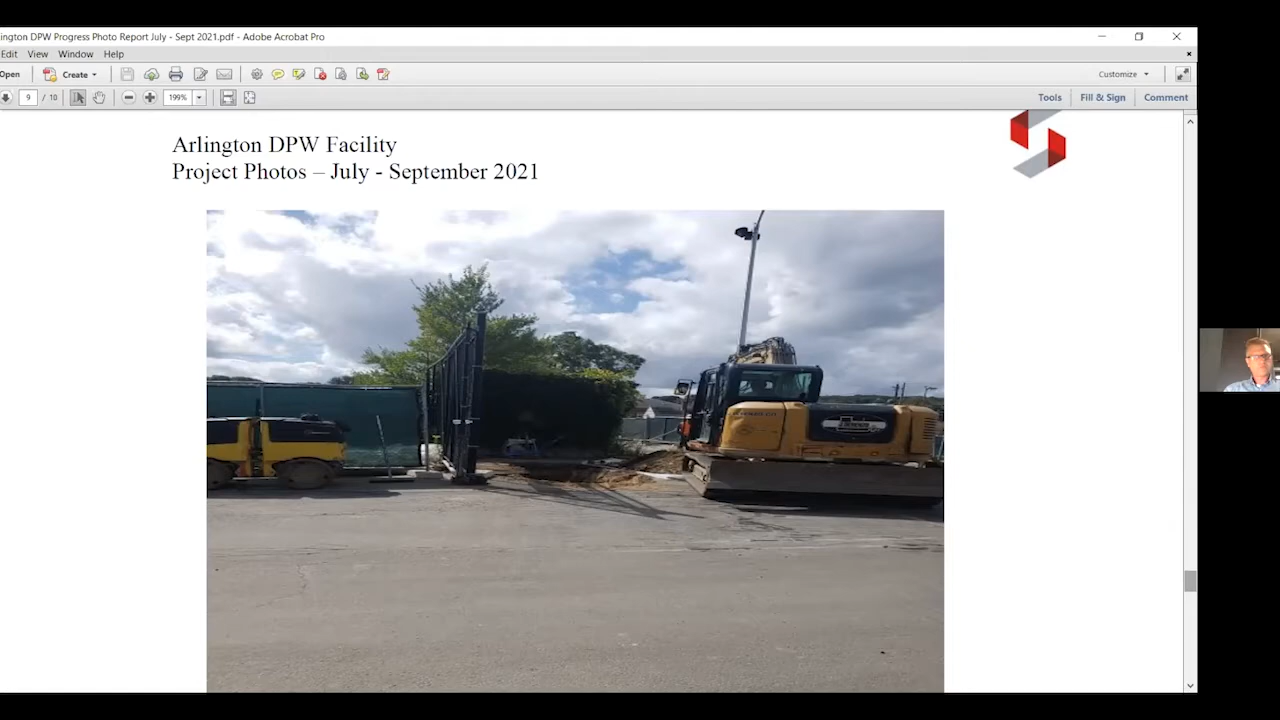 ington DPW Progress Photo Report July - Sept 2021.pdf - Adobe Acrobat Pro
Edit View Window Help
Open Create Customize
9 / 10 199% Tools Fill & Sign Comment
Arlington DPW Facility
Project Photos – July - September 2021